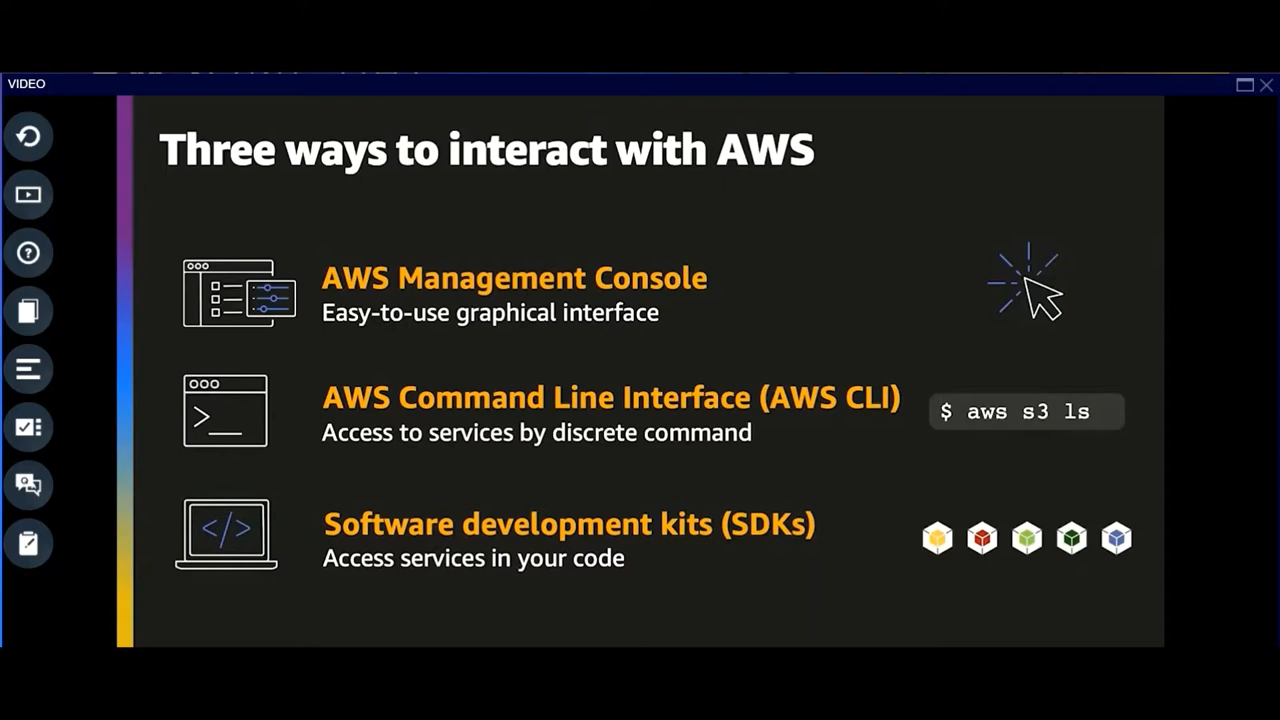 VIDEO
Three ways to interact with AWS
AWS Management Console
Easy-to-use graphical interface
AWS Command Line Interface (AWS CLI)
Access to services by discrete command
$ aws s3 ls
Software development kits (SDKs)
Access services in your code